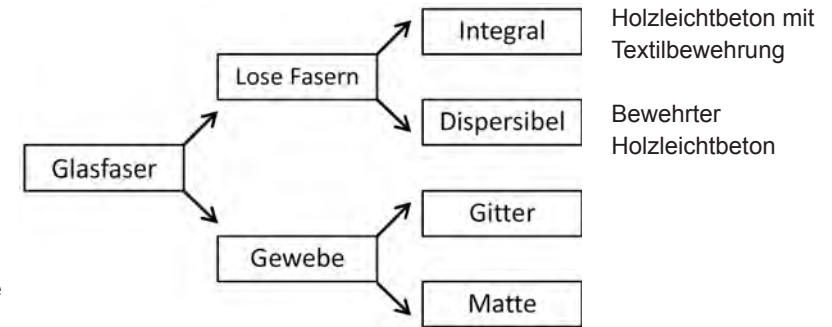 Integral
Holzleichtbeton mit
Textilbewehrung
Lose Fasern
Dispersibel
Bewehrter
Holzleichtbeton
Glasfaser
Gitter
Gewebe
Matte